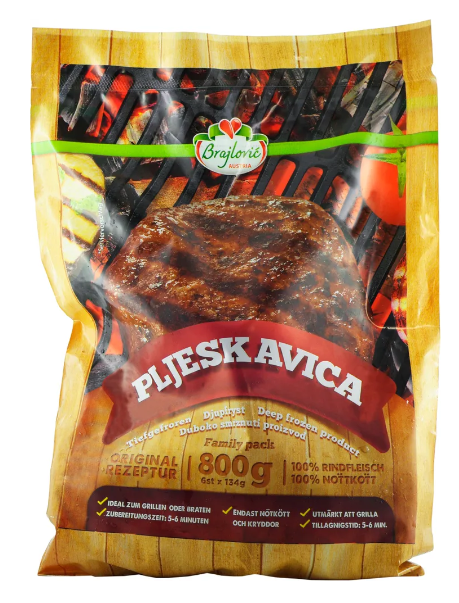 Brajlović
AUSTRIA
PLJESKAVICA
Tiefgefroren Djupfryst Deep frozen product
Duboko smrznuti proizvod
Family pack
ORIGINAL
REZEPTUR
800g
6st x 134g
100% RINDFLEISCH
100% NÖTTKÖTT
✓ IDEAL ZUM GRILLEN ODER BRATEN
✓ ZUBEREITUNGSZEIT: 5-6 MINUTEN
✓ ENDAST NÖTKÖTT
OCH KRYDDOR
✓ UTMÄRKT ATT GRILLA
✓ TILLAGNIGSTID: 5-6 MIN.